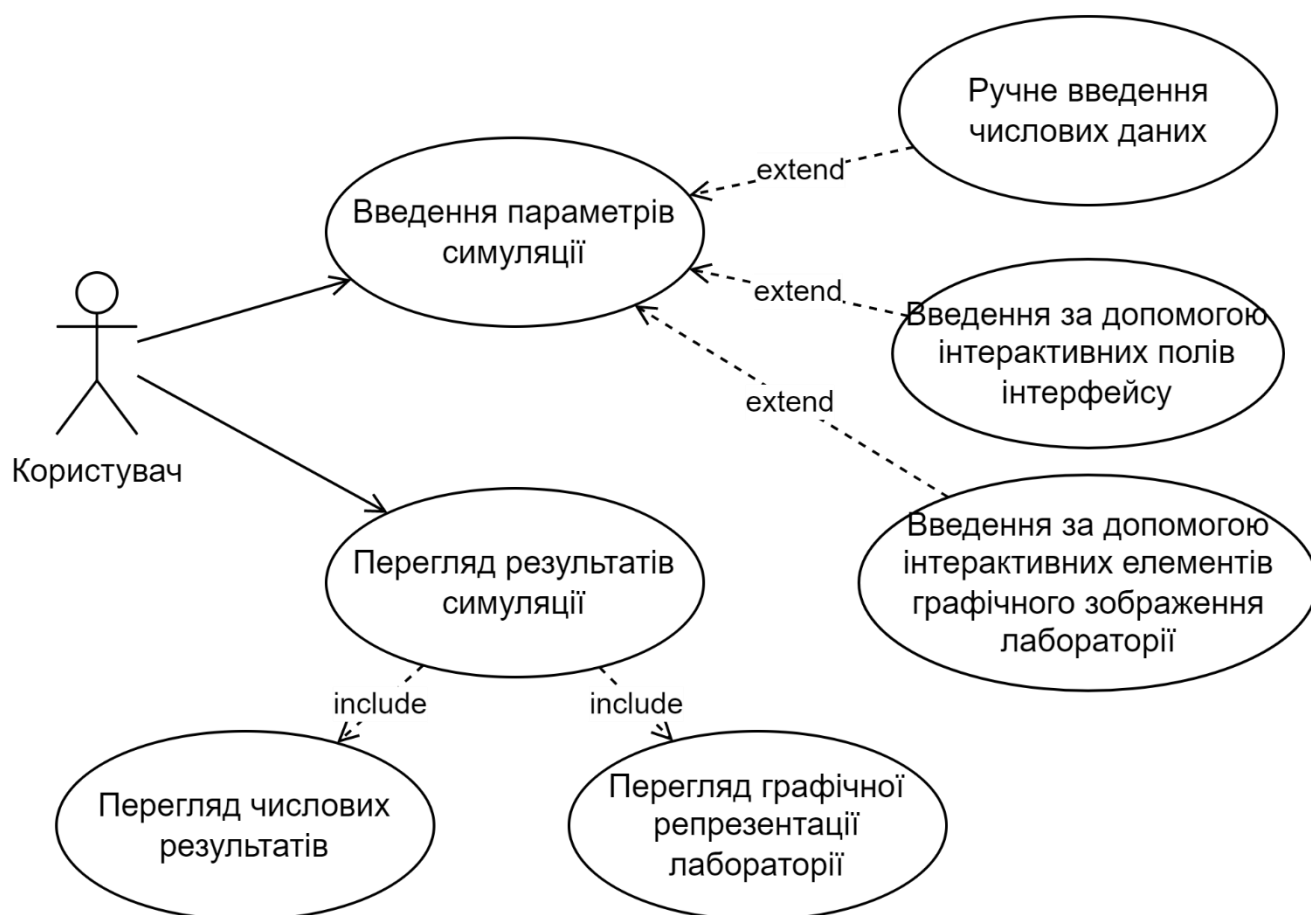 Ручне введення
числових даних
extend
Введення параметрів
симуляції
extend
Введення за допомогою
інтерактивних полів
інтерфейсу
extend
Користувач
Введення за допомогою
інтерактивних елементів
графічного зображення
лабораторії
Перегляд результатів
симуляції
include
include
Перегляд числових
результатів
Перегляд графічної
репрезентації
лабораторії